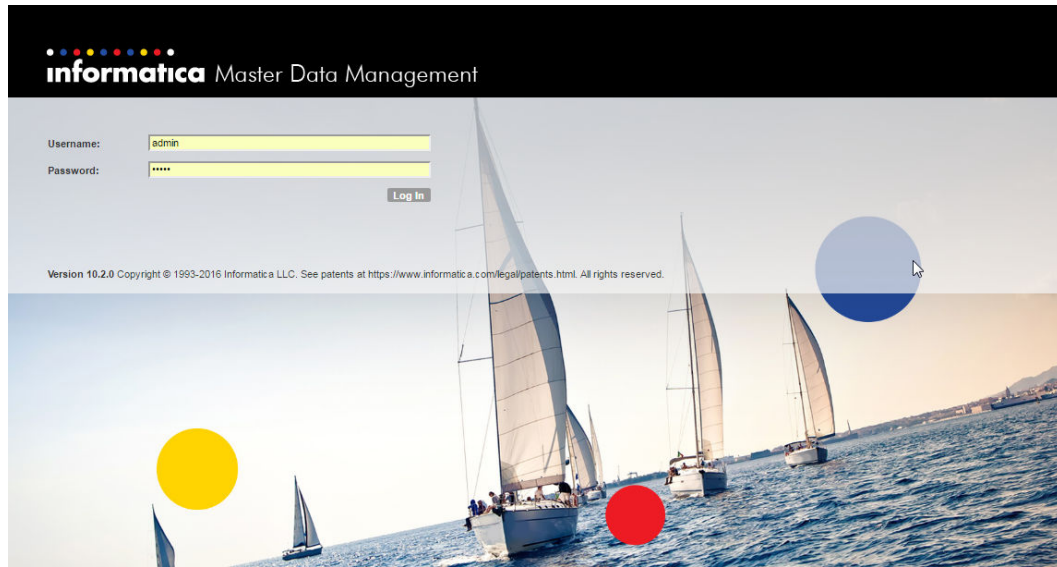 informatica Master Data Management
Username: admin
Password: •••••
Log In
Version 10.2.0 Copyright © 1993-2016 Informatica LLC. See patents at https://www.informatica.com/legal/patents.html. All rights reserved.